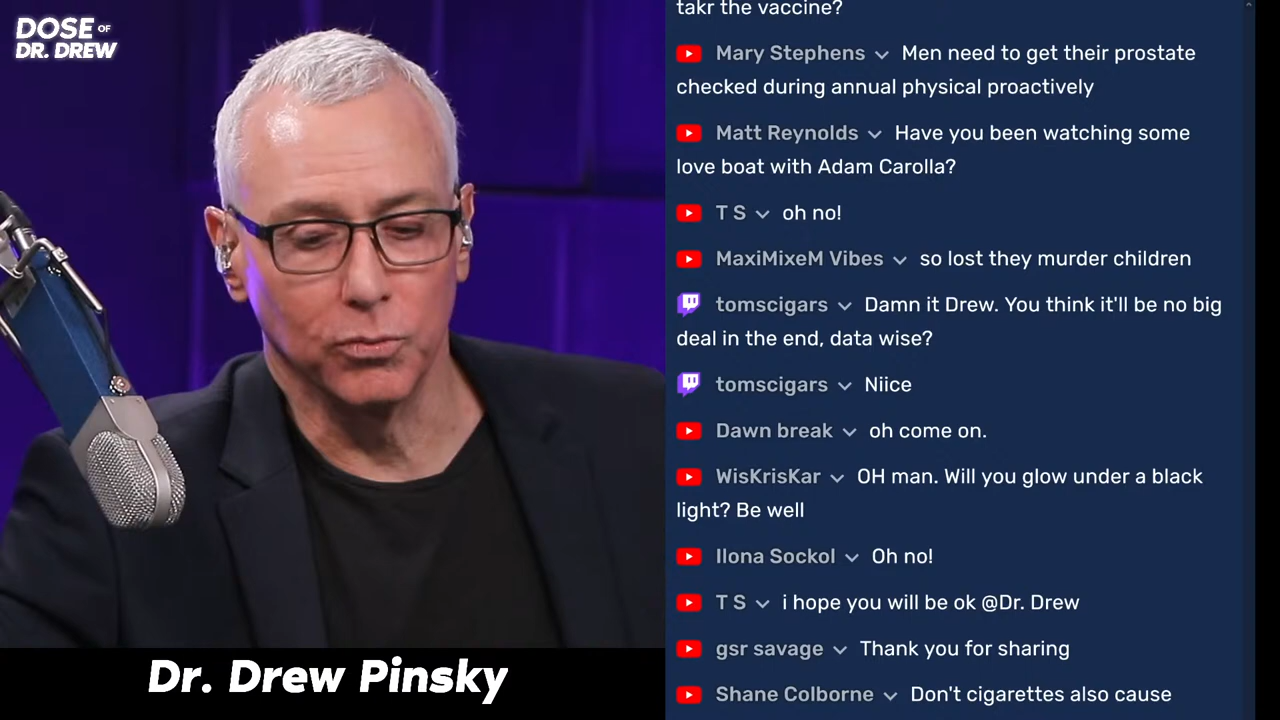 DOSE OF
DR. DREW
Dr. Drew Pinsky
takr the vaccine?
Mary Stephens Men need to get their prostate
checked during annual physical proactively
Matt Reynolds Have you been watching some
love boat with Adam Carolla?
T S oh no!
MaxiMixeM Vibes so lost they murder children
tomscigars Damn it Drew. You think it'll be no big
deal in the end, data wise?
tomscigars Niice
Dawn break oh come on.
WisKrisKar OH man. Will you glow under a black
light? Be well
Ilona Sockol Oh no!
T S i hope you will be ok @Dr. Drew
gsr savage Thank you for sharing
Shane Colborne Don't cigarettes also cause